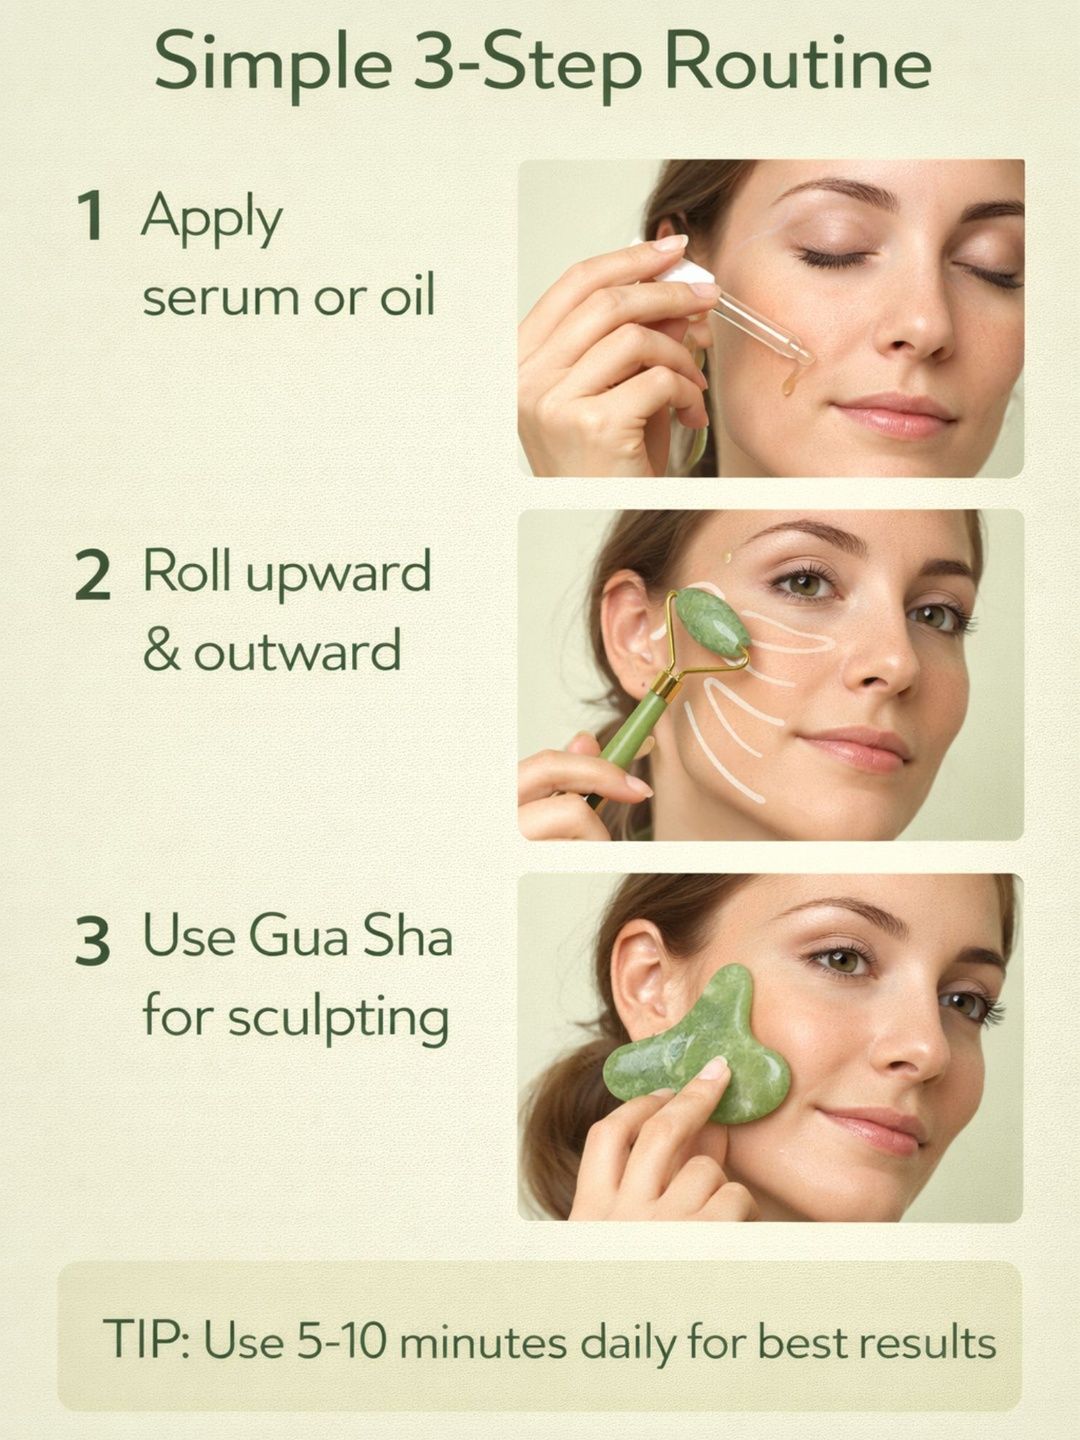 Simple 3-Step Routine
1 Apply
serum or oil
2 Roll upward
& outward
3 Use Gua Sha
for sculpting
TIP: Use 5-10 minutes daily for best results